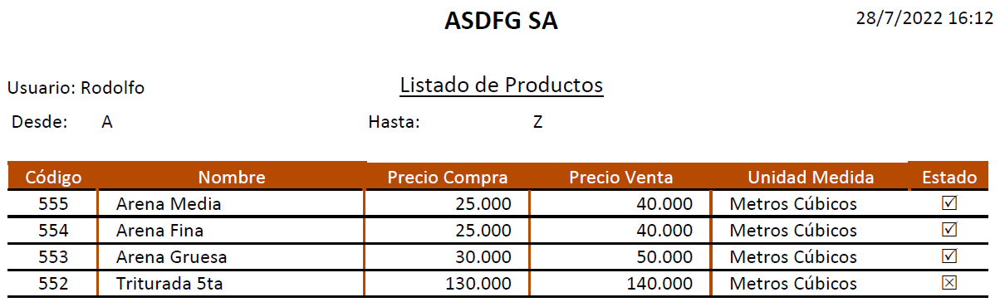 ASDFG SA
28/7/2022 16:12
Usuario: Rodolfo
Listado de Productos
Desde: A Hasta: Z
Código Nombre Precio Compra Precio Venta Unidad Medida Estado
555 Arena Media 25.000 40.000 Metros Cúbicos ☑
554 Arena Fina 25.000 40.000 Metros Cúbicos ☑
553 Arena Gruesa 30.000 50.000 Metros Cúbicos ☑
552 Triturada 5ta 130.000 140.000 Metros Cúbicos ☒